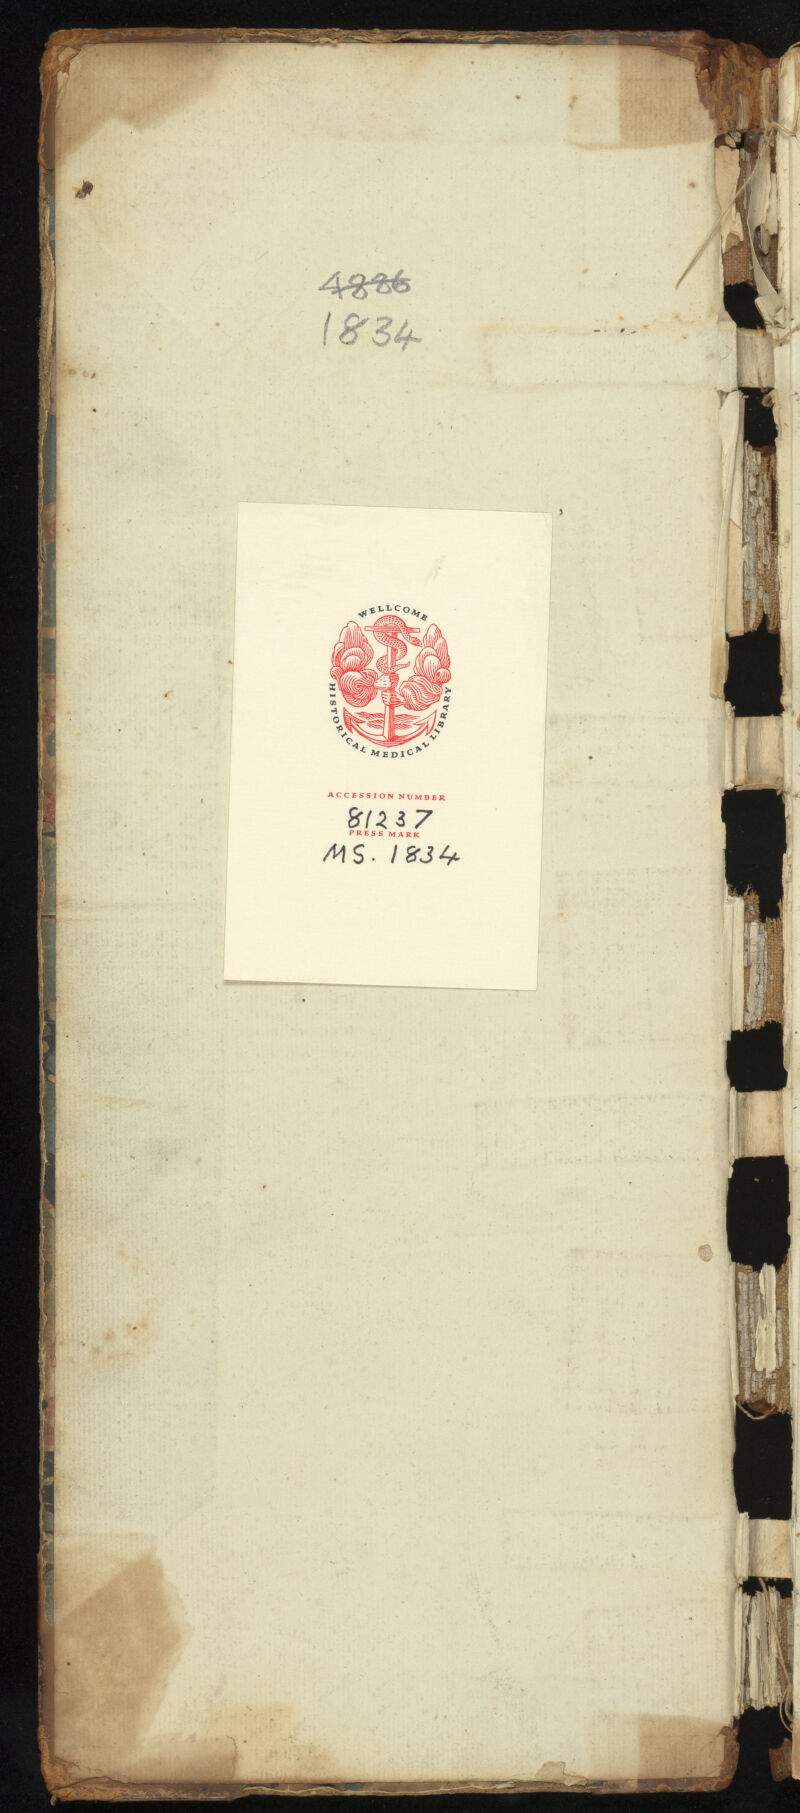 4886
1834
WELLCOME
HISTORICAL MEDICAL LIBRARY
ACCESSION NUMBER
81237
PRESS MARK
MS. 1834